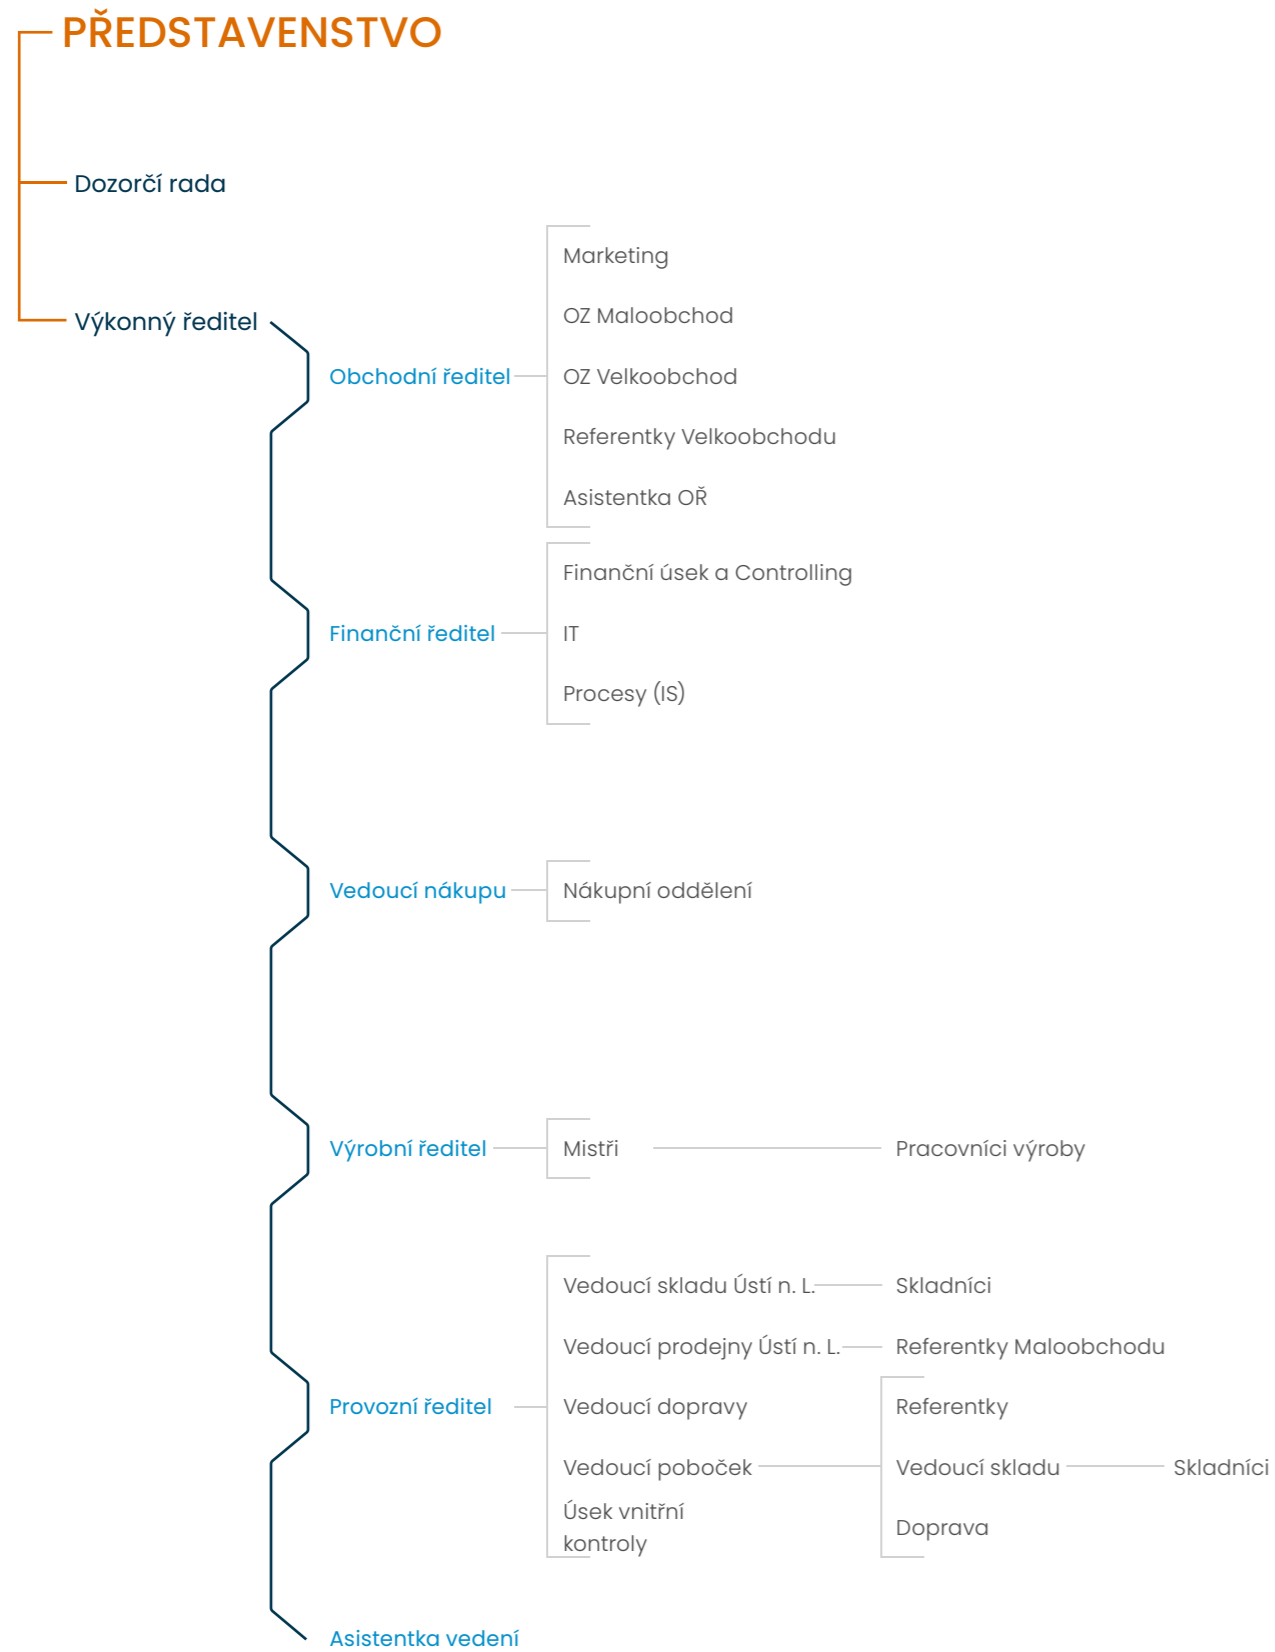 PŘEDSTAVENSTVO
Dozorčí rada
Výkonný ředitel
Obchodní ředitel
Marketing
OZ Maloobchod
OZ Velkoobchod
Referentky Velkoobchodu
Asistentka OŘ
Finanční ředitel
Finanční úsek a Controlling
IT
Procesy (IS)
Vedoucí nákupu
Nákupní oddělení
Výrobní ředitel
Mistři
Pracovníci výroby
Provozní ředitel
Vedoucí skladu Ústí n. L.
Skladníci
Vedoucí prodejny Ústí n. L.
Referentky Maloobchodu
Vedoucí dopravy
Vedoucí poboček
Referentky
Vedoucí skladu
Skladníci
Doprava
Úsek vnitřní
kontroly
Asistentka vedení